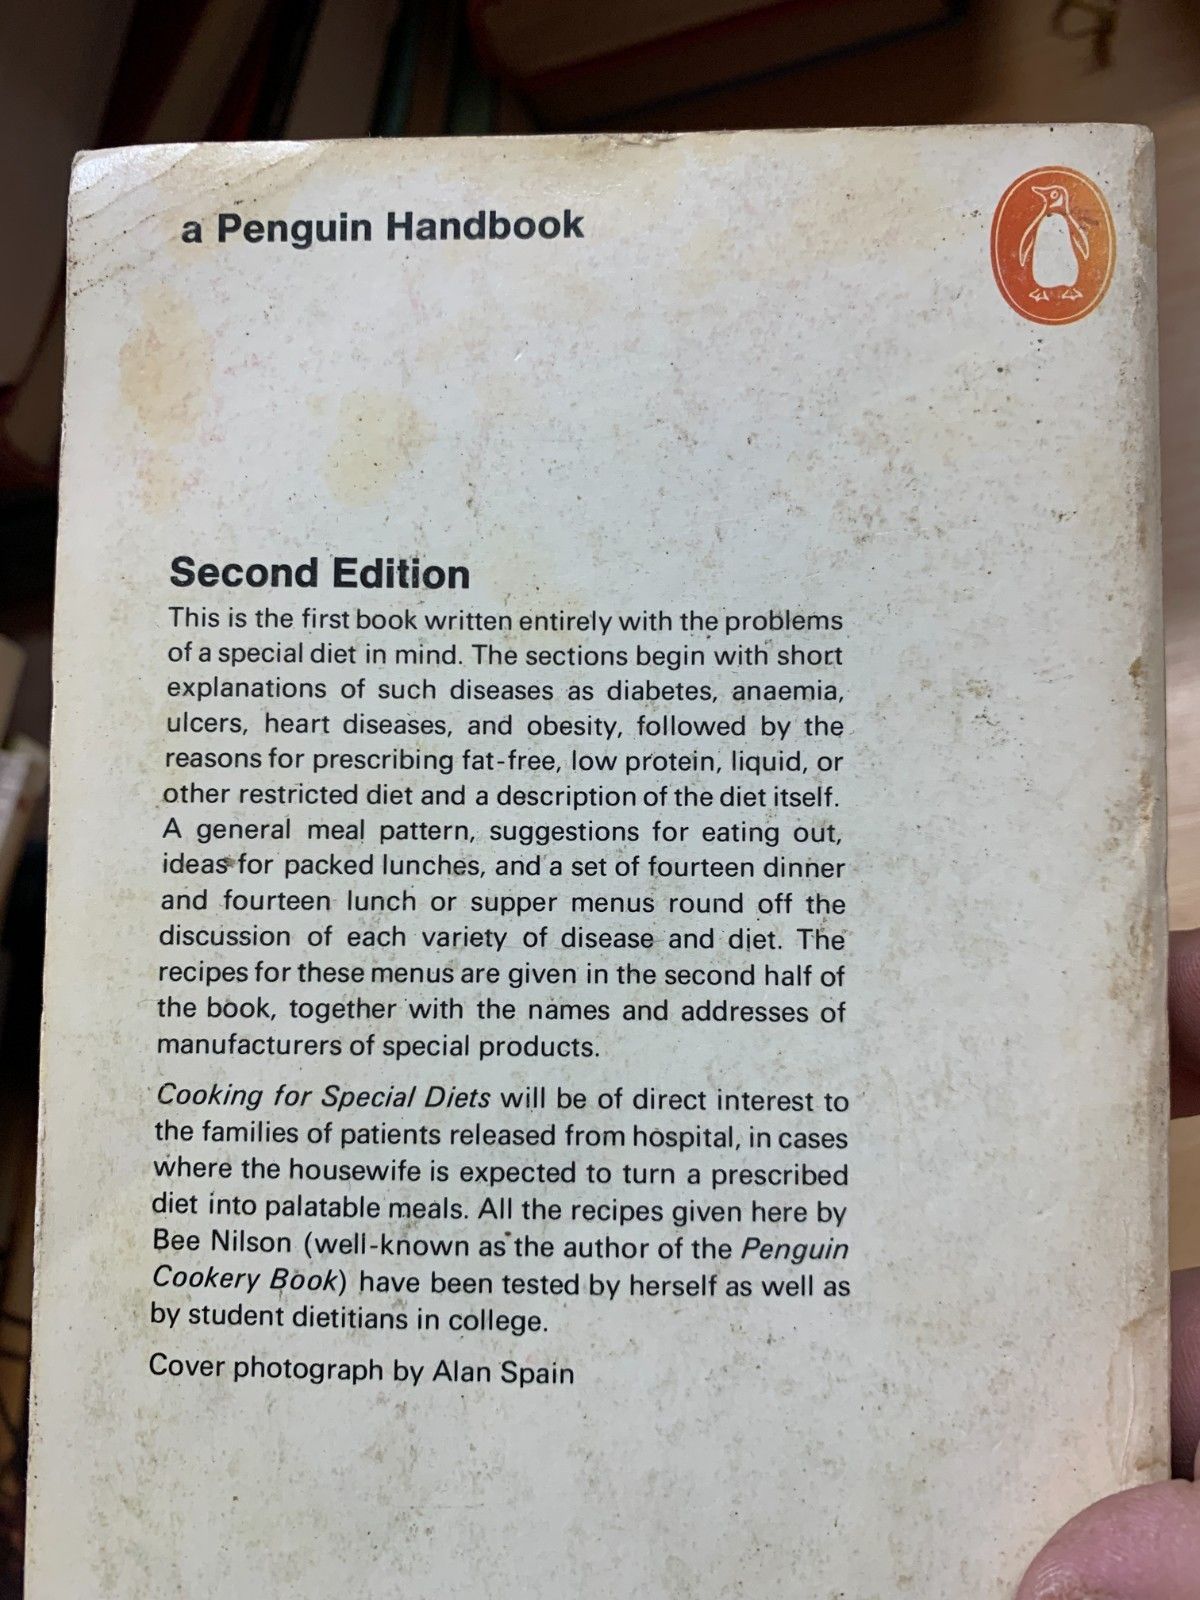 a Penguin Handbook
Second Edition
This is the first book written entirely with the problems
of a special diet in mind. The sections begin with short
explanations of such diseases as diabetes, anaemia,
ulcers, heart diseases, and obesity, followed by the
reasons for prescribing fat-free, low protein, liquid, or
other restricted diet and a description of the diet itself.
A general meal pattern, suggestions for eating out,
ideas for packed lunches, and a set of fourteen dinner
and fourteen lunch or supper menus round off the
discussion of each variety of disease and diet. The
recipes for these menus are given in the second half of
the book, together with the names and addresses of
manufacturers of special products.
Cooking for Special Diets will be of direct interest to
the families of patients released from hospital, in cases
where the housewife is expected to turn a prescribed
diet into palatable meals. All the recipes given here by
Bee Nilson (well-known as the author of the Penguin
Cookery Book) have been tested by herself as well as
by student dietitians in college.
Cover photograph by Alan Spain